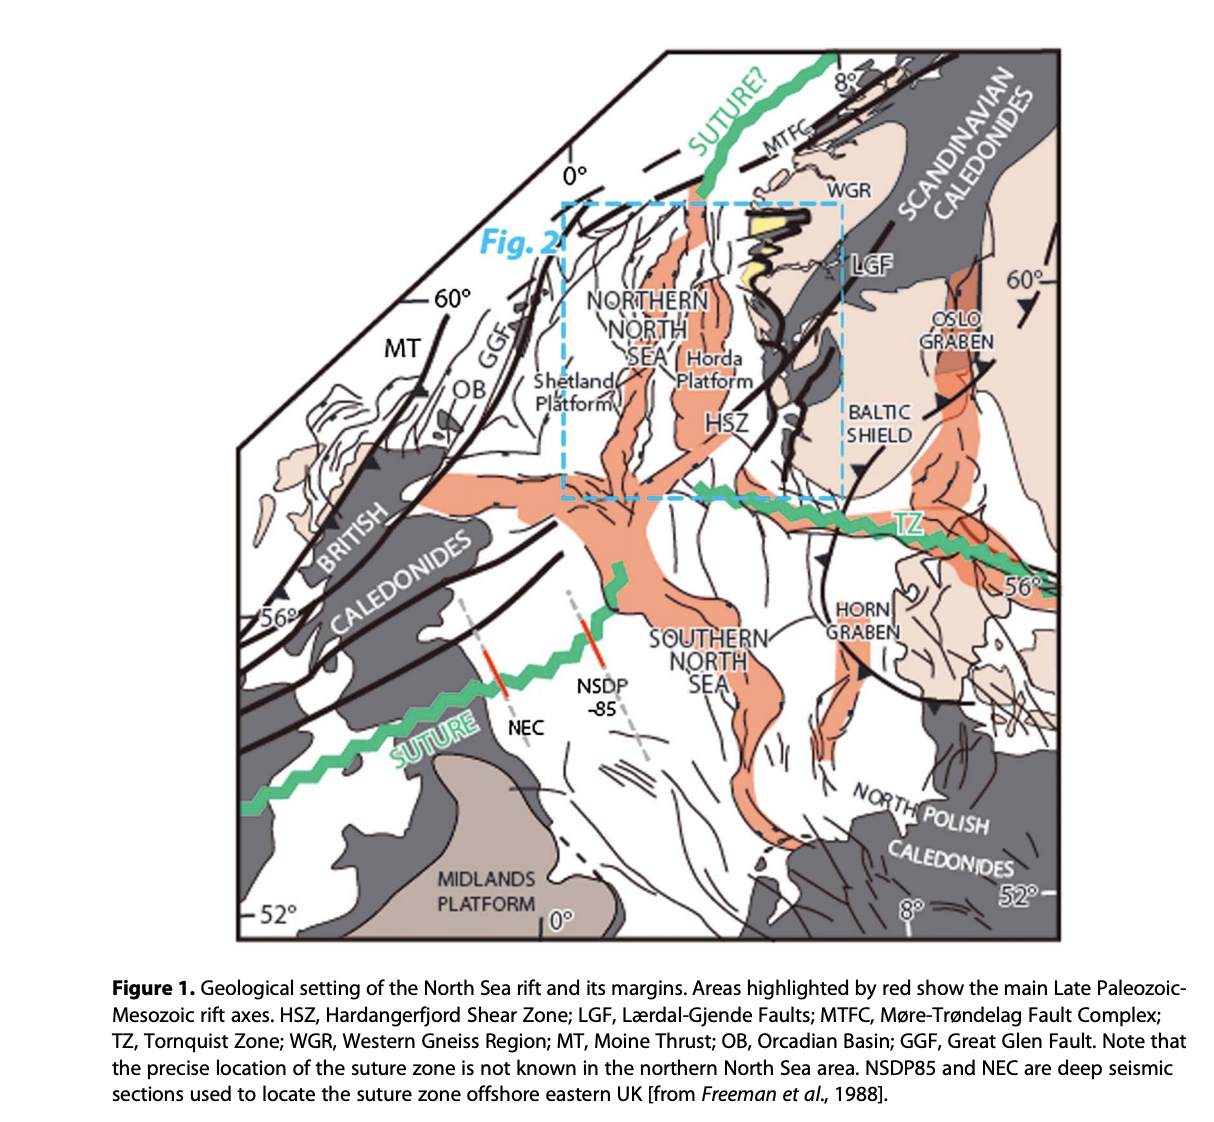 SUTURE?
8°
MTFC
SCANDINAVIAN
CALEDONIDES
0°
WGR
Fig. 2
LGF
60°
60°
NORTHERN
NORTH
SEA
OSLO
GRABEN
MT
GGF
OB
Shetland
Platform
Horda
Platform
HSZ
BALTIC
SHIELD
BRITISH
CALEDONIDES
TZ
56°
56°
HORN
GRABEN
SOUTHERN
NORTH
SEA
NSDP
-85
NEC
SUTURE
NORTH POLISH
CALEDONIDES
MIDLANDS
PLATFORM
52°
0°
8°
52°
Figure 1. Geological setting of the North Sea rift and its margins. Areas highlighted by red show the main Late Paleozoic-
Mesozoic rift axes. HSZ, Hardangerfjord Shear Zone; LGF, Lærdal-Gjende Faults; MTFC, Møre-Trøndelag Fault Complex;
TZ, Tornquist Zone; WGR, Western Gneiss Region; MT, Moine Thrust; OB, Orcadian Basin; GGF, Great Glen Fault. Note that
the precise location of the suture zone is not known in the northern North Sea area. NSDP85 and NEC are deep seismic
sections used to locate the suture zone offshore eastern UK [from Freeman et al., 1988].